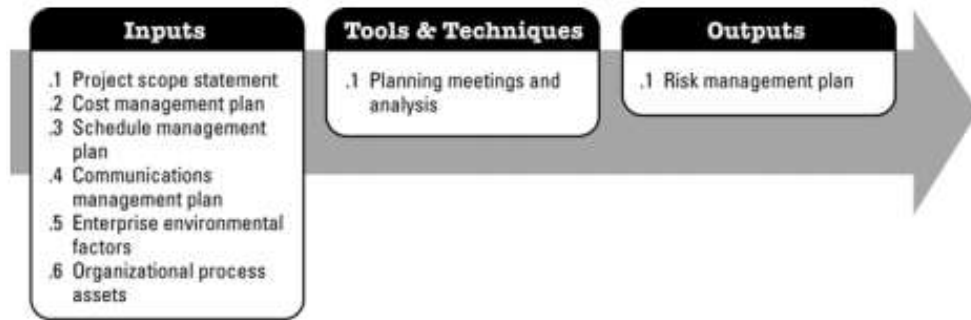 Inputs
.1 Project scope statement
.2 Cost management plan
.3 Schedule management
plan
.4 Communications
management plan
.5 Enterprise environmental
factors
.6 Organizational process
assets
Tools & Techniques
.1 Planning meetings and
analysis
Outputs
.1 Risk management plan